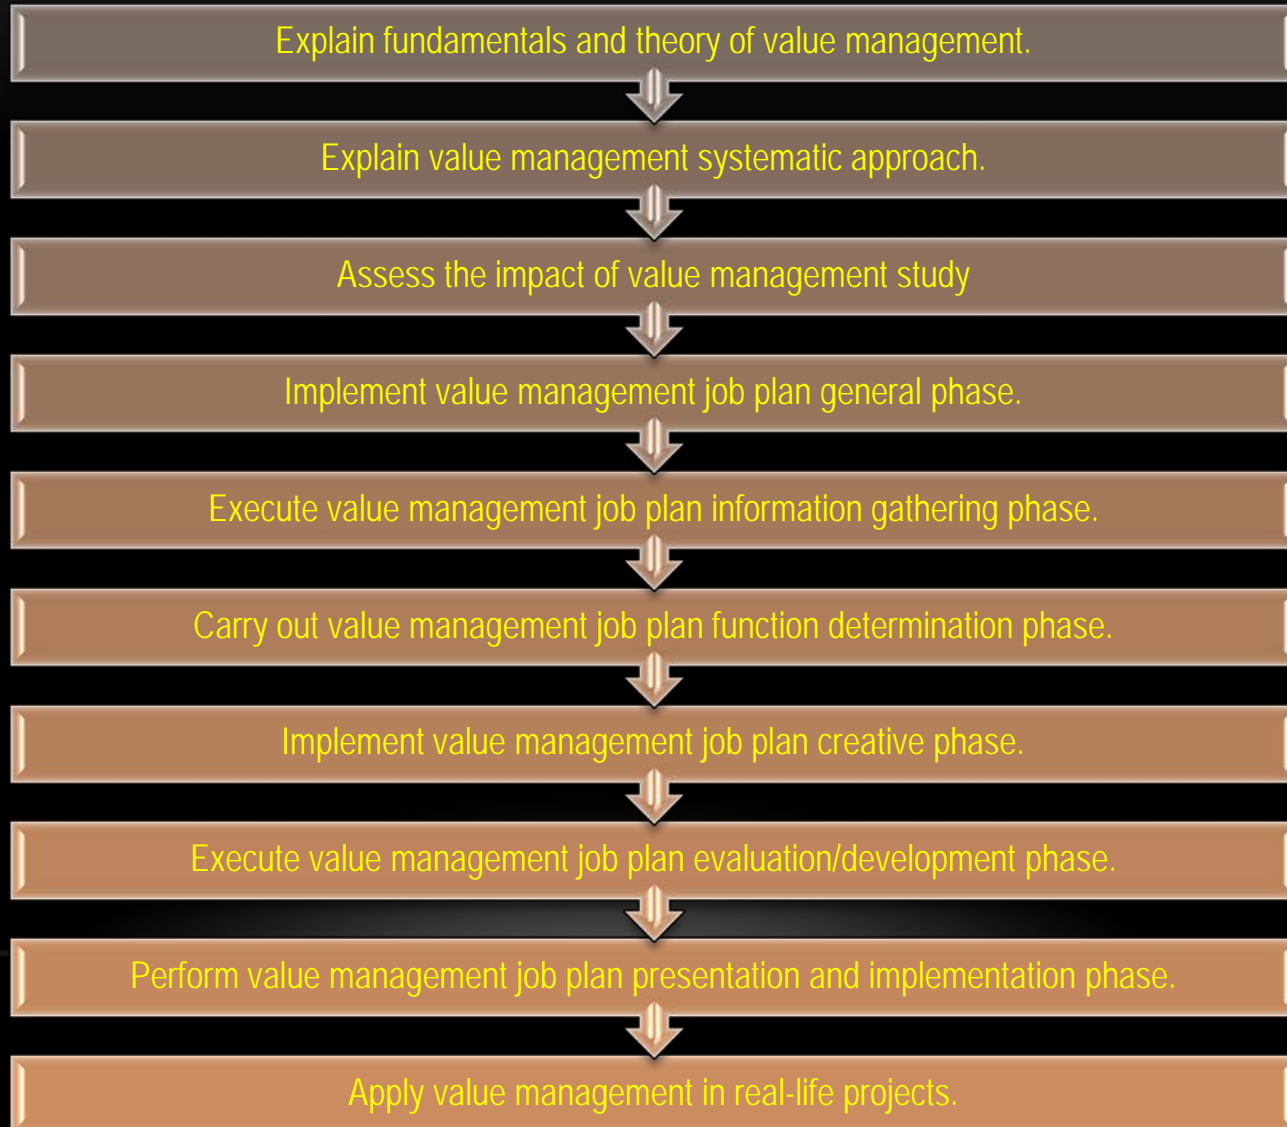 Explain fundamentals and theory of value management.
Explain value management systematic approach.
Assess the impact of value management study
Implement value management job plan general phase.
Execute value management job plan information gathering phase.
Carry out value management job plan function determination phase.
Implement value management job plan creative phase.
Execute value management job plan evaluation/development phase.
Perform value management job plan presentation and implementation phase.
Apply value management in real-life projects.